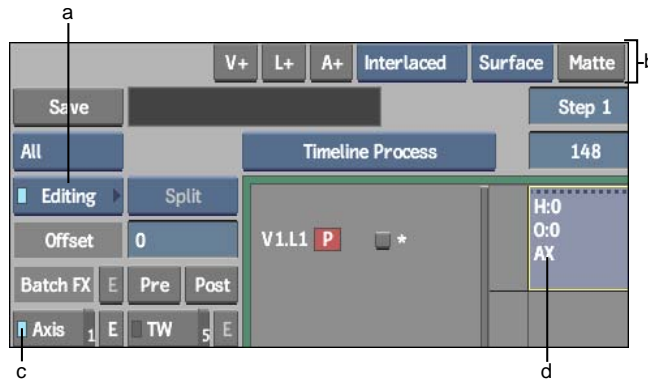 a
V+ L+ A+ Interlaced Surface Matte b
Save Step 1
All Timeline Process 148
Editing Split
H:0
Offset 0 V1.L1 P * O:0
AX
Batch FX E Pre Post
Axis 1 E TW 5 E
c d